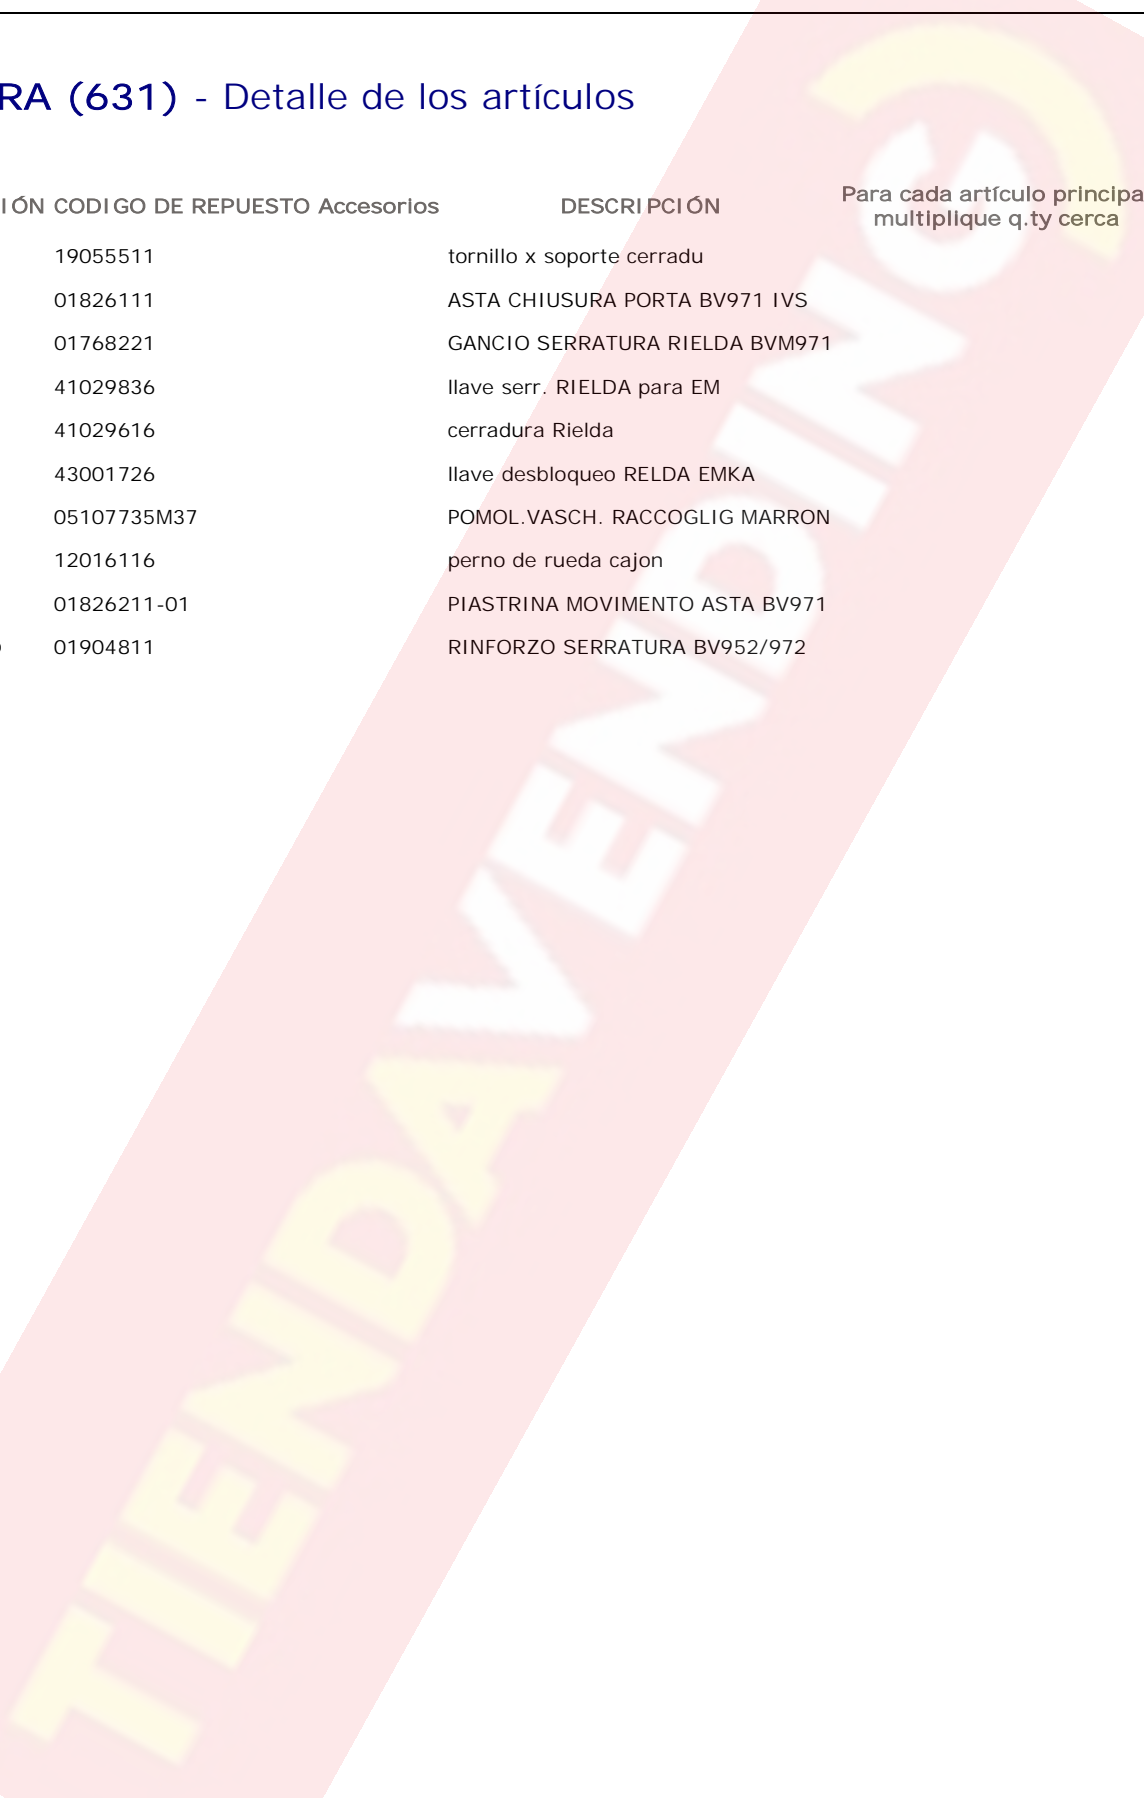 RA (631) - Detalle de los artículos
IÓN CODIGO DE REPUESTO Accesorios DESCRIPCIÓN Para cada artículo principa
multiplique q.ty cerca
19055511 tornillo x soporte cerradu
01826111 ASTA CHIUSURA PORTA BV971 IVS
01768221 GANCIO SERRATURA RIELDA BVM971
41029836 llave serr. RIELDA para EM
41029616 cerradura Rielda
43001726 llave desbloqueo RELDA EMKA
05107735M37 POMOL.VASCH. RACCOGLIG MARRON
12016116 perno de rueda cajon
01826211-01 PIASTRINA MOVIMENTO ASTA BV971
01904811 RINFORZO SERRATURA BV952/972
TIENDAVENDING